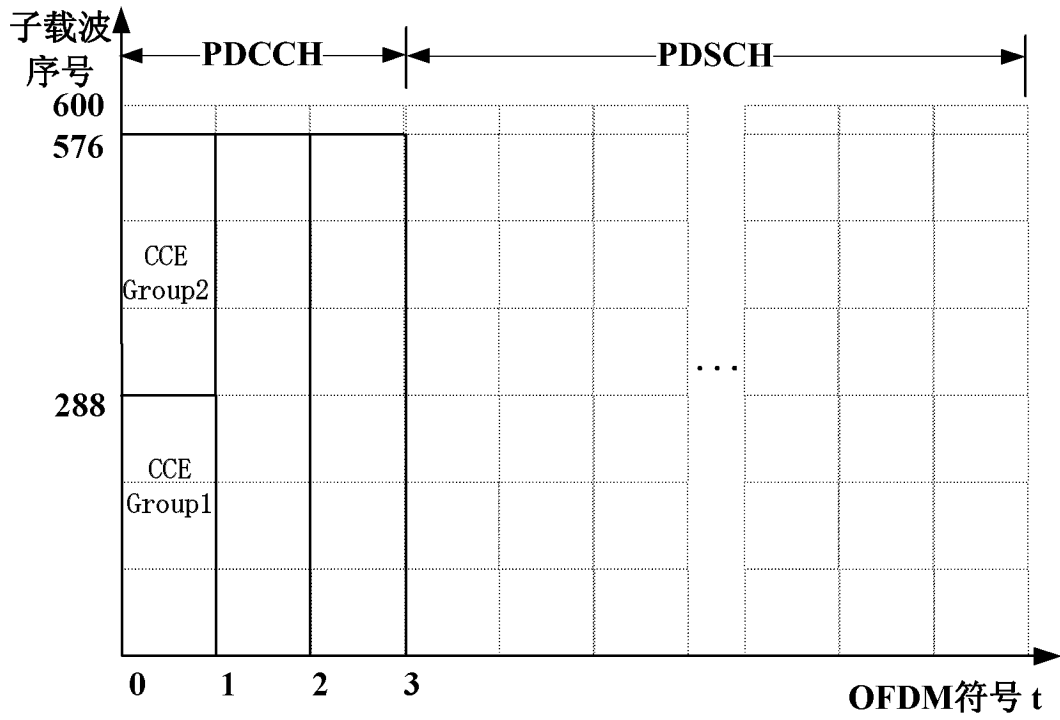 子载波
序号
PDCCH
PDSCH
600
576
CCE
Group2
...
288
CCE
Group1
0
1
2
3
OFDM符号 t